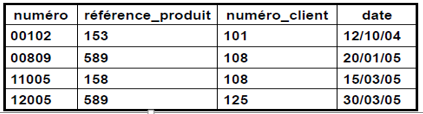 numéro référence_produit numéro_client date
00102 153 101 12/10/04
00809 589 108 20/01/05
11005 158 108 15/03/05
12005 589 125 30/03/05